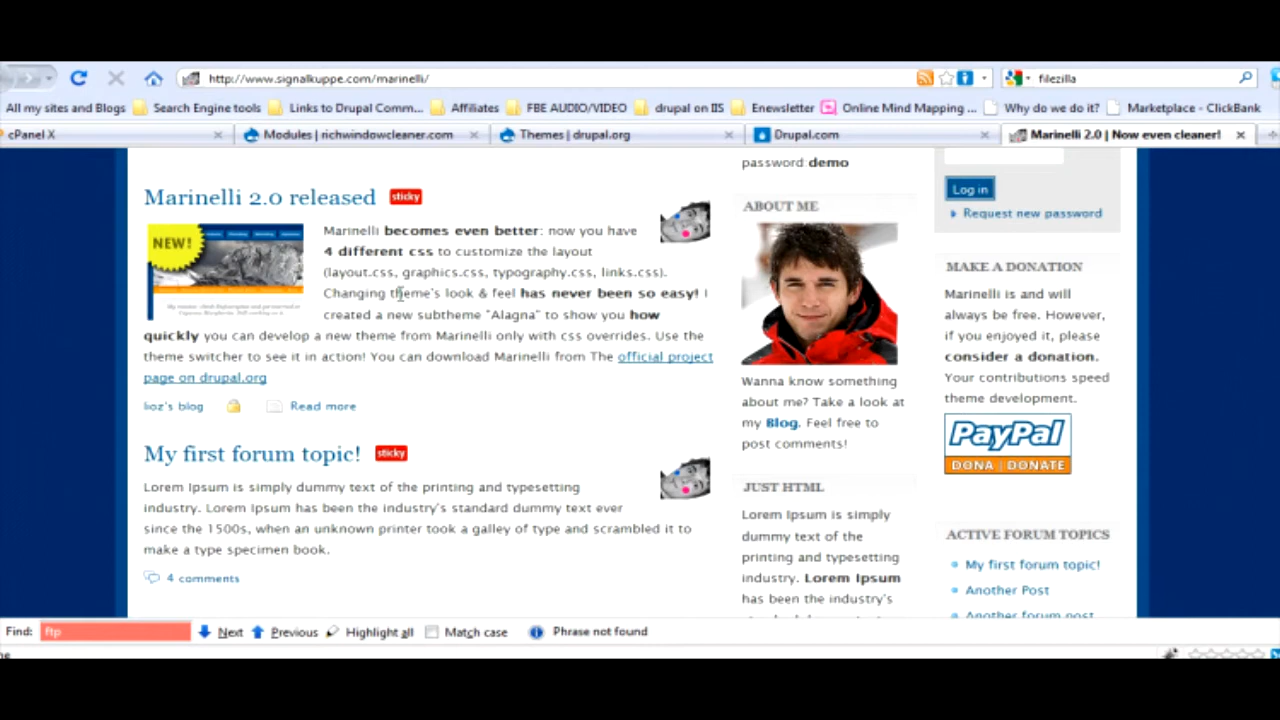 http://www.signalkuppe.com/marinelli/
filezilla
All my sites and Blogs Search Engine tools Links to Drupal Comm... Affiliates FBE AUDIO/VIDEO drupal on IIS Enewsletter Online Mind Mapping ... Why do we do it? Marketplace - ClickBank
cPanel X Modules | richwindowcleaner.com Themes | drupal.org Drupal.com Marinelli 2.0 | Now even cleaner!
Marinelli 2.0 released sticky
NEW!
Marinelli becomes even better: now you have
4 different css to customize the layout
(layout.css, graphics.css, typography.css, links.css).
Changing theme's look & feel has never been so easy! I
created a new subtheme "Alagna" to show you how
quickly you can develop a new theme from Marinelli only with css overrides. Use the
theme switcher to see it in action! You can download Marinelli from The official project
page on drupal.org
lioz's blog Read more
My first forum topic! sticky
Lorem Ipsum is simply dummy text of the printing and typesetting
industry. Lorem Ipsum has been the industry's standard dummy text ever
since the 1500s, when an unknown printer took a galley of type and scrambled it to
make a type specimen book.
4 comments
password:demo
ABOUT ME
Wanna know something
about me? Take a look at
my Blog. Feel free to
post comments!
JUST HTML
Lorem Ipsum is simply
dummy text of the
printing and typesetting
industry. Lorem Ipsum
has been the industry's
Log in
Request new password
MAKE A DONATION
Marinelli is and will
always be free. However,
if you enjoyed it, please
consider a donation.
Your contributions speed
theme development.
PayPal
DONA | DONATE
ACTIVE FORUM TOPICS
My first forum topic!
Another Post
Another forum post
Find: ftp Next Previous Highlight all Match case Phrase not found